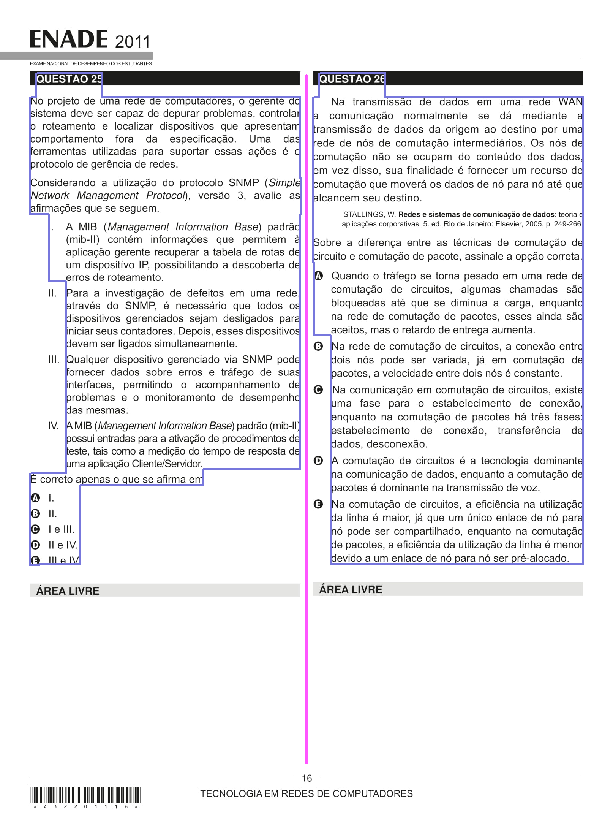 ENADE 2011
EXAME NACIONAL DE DESEMPENHO DOS ESTUDANTES
QUESTÃO 25
No projeto de uma rede de computadores, o gerente do
sistema deve ser capaz de depurar problemas, controlar
o roteamento e localizar dispositivos que apresentam
comportamento fora da especificação. Uma das
ferramentas utilizadas para suportar essas ações é o
protocolo de gerência de redes.
Considerando a utilização do protocolo SNMP (Simple
Network Management Protocol), versão 3, avalie as
afirmações que se seguem.
I. A MIB (Management Information Base) padrão
(mib-II) contém informações que permitem à
aplicação gerente recuperar a tabela de rotas de
um dispositivo IP, possibilitando a descoberta de
erros de roteamento.
II. Para a investigação de defeitos em uma rede,
através do SNMP, é necessário que todos os
dispositivos gerenciados sejam desligados para
iniciar seus contadores. Depois, esses dispositivos
devem ser ligados simultaneamente.
III. Qualquer dispositivo gerenciado via SNMP pode
fornecer dados sobre erros e tráfego de suas
interfaces, permitindo o acompanhamento de
problemas e o monitoramento de desempenho
das mesmas.
IV. A MIB (Management Information Base) padrão (mib-II)
possui entradas para a ativação de procedimentos de
teste, tais como a medição do tempo de resposta de
uma aplicação Cliente/Servidor.
É correto apenas o que se afirma em
A I.
B II.
C I e III.
D II e IV.
E III e IV.
ÁREA LIVRE
QUESTÃO 26
Na transmissão de dados em uma rede WAN
a comunicação normalmente se dá mediante a
transmissão de dados da origem ao destino por uma
rede de nós de comutação intermediários. Os nós de
comutação não se ocupam do conteúdo dos dados,
em vez disso, sua finalidade é fornecer um recurso de
comutação que moverá os dados de nó para nó até que
alcancem seu destino.
STALLINGS, W. Redes e sistemas de comunicação de dados: teoria e
aplicações corporativas. 5. ed. Rio de Janeiro: Elsevier, 2005. p. 249-266.
Sobre a diferença entre as técnicas de comutação de
circuito e comutação de pacote, assinale a opção correta.
A Quando o tráfego se torna pesado em uma rede de
comutação de circuitos, algumas chamadas são
bloqueadas até que se diminua a carga, enquanto
na rede de comutação de pacotes, esses ainda são
aceitos, mas o retardo de entrega aumenta.
B Na rede de comutação de circuitos, a conexão entre
dois nós pode ser variada, já em comutação de
pacotes, a velocidade entre dois nós é constante.
C Na comunicação em comutação de circuitos, existe
uma fase para o estabelecimento de conexão,
enquanto na comutação de pacotes há três fases:
estabelecimento de conexão, transferência de
dados, desconexão.
D A comutação de circuitos é a tecnologia dominante
na comunicação de dados, enquanto a comutação de
pacotes é dominante na transmissão de voz.
E Na comutação de circuitos, a eficiência na utilização
da linha é maior, já que um único enlace de nó para
nó pode ser compartilhado, enquanto na comutação
de pacotes, a eficiência da utilização da linha é menor
devido a um enlace de nó para nó ser pré-alocado.
ÁREA LIVRE
16
TECNOLOGIA EM REDES DE COMPUTADORES